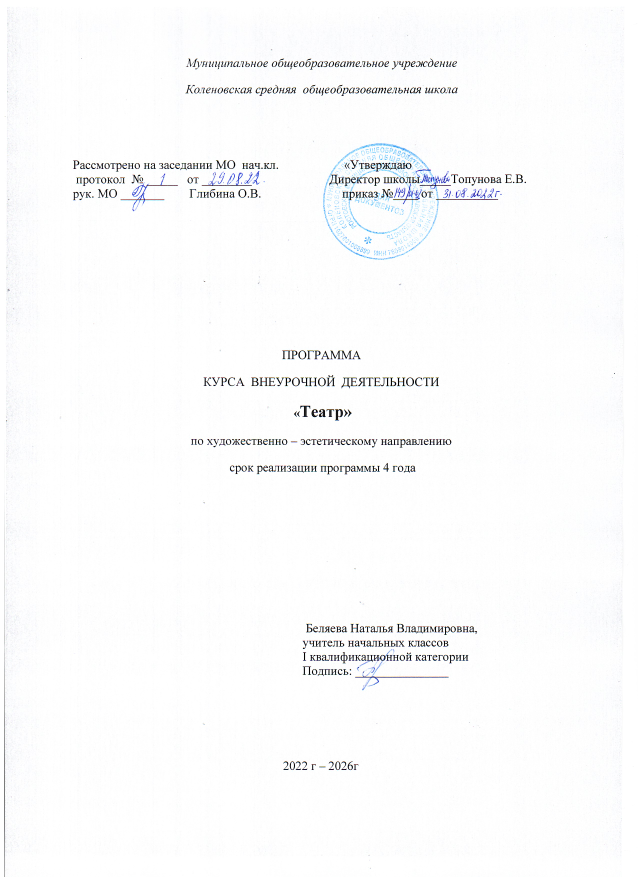 Муниципальное общеобразовательное учреждение
Коленовская средняя общеобразовательная школа
Рассмотрено на заседании МО нач.кл. «Утверждаю
протокол № 1 от 29.08.22 Директор школы Топунова Е.В.
рук. МО Глибина О.В. приказ № от 31.08.2022г.
ДОКУМЕНТОВ
ПРОГРАММА
КУРСА ВНЕУРОЧНОЙ ДЕЯТЕЛЬНОСТИ
«Театр»
по художественно – эстетическому направлению
срок реализации программы 4 года
Беляева Наталья Владимировна,
учитель начальных классов
I квалификационной категории
Подпись:
2022 г – 2026г